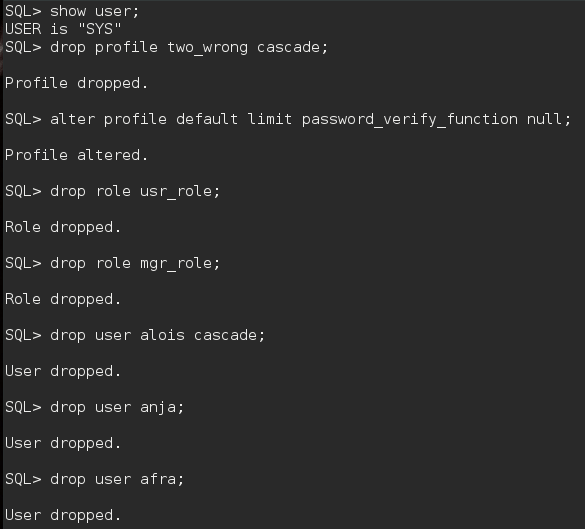 SQL> show user;
USER is "SYS"
SQL> drop profile two_wrong cascade;
Profile dropped.
SQL> alter profile default limit password_verify_function null;
Profile altered.
SQL> drop role usr_role;
Role dropped.
SQL> drop role mgr_role;
Role dropped.
SQL> drop user alois cascade;
User dropped.
SQL> drop user anja;
User dropped.
SQL> drop user afra;
User dropped.